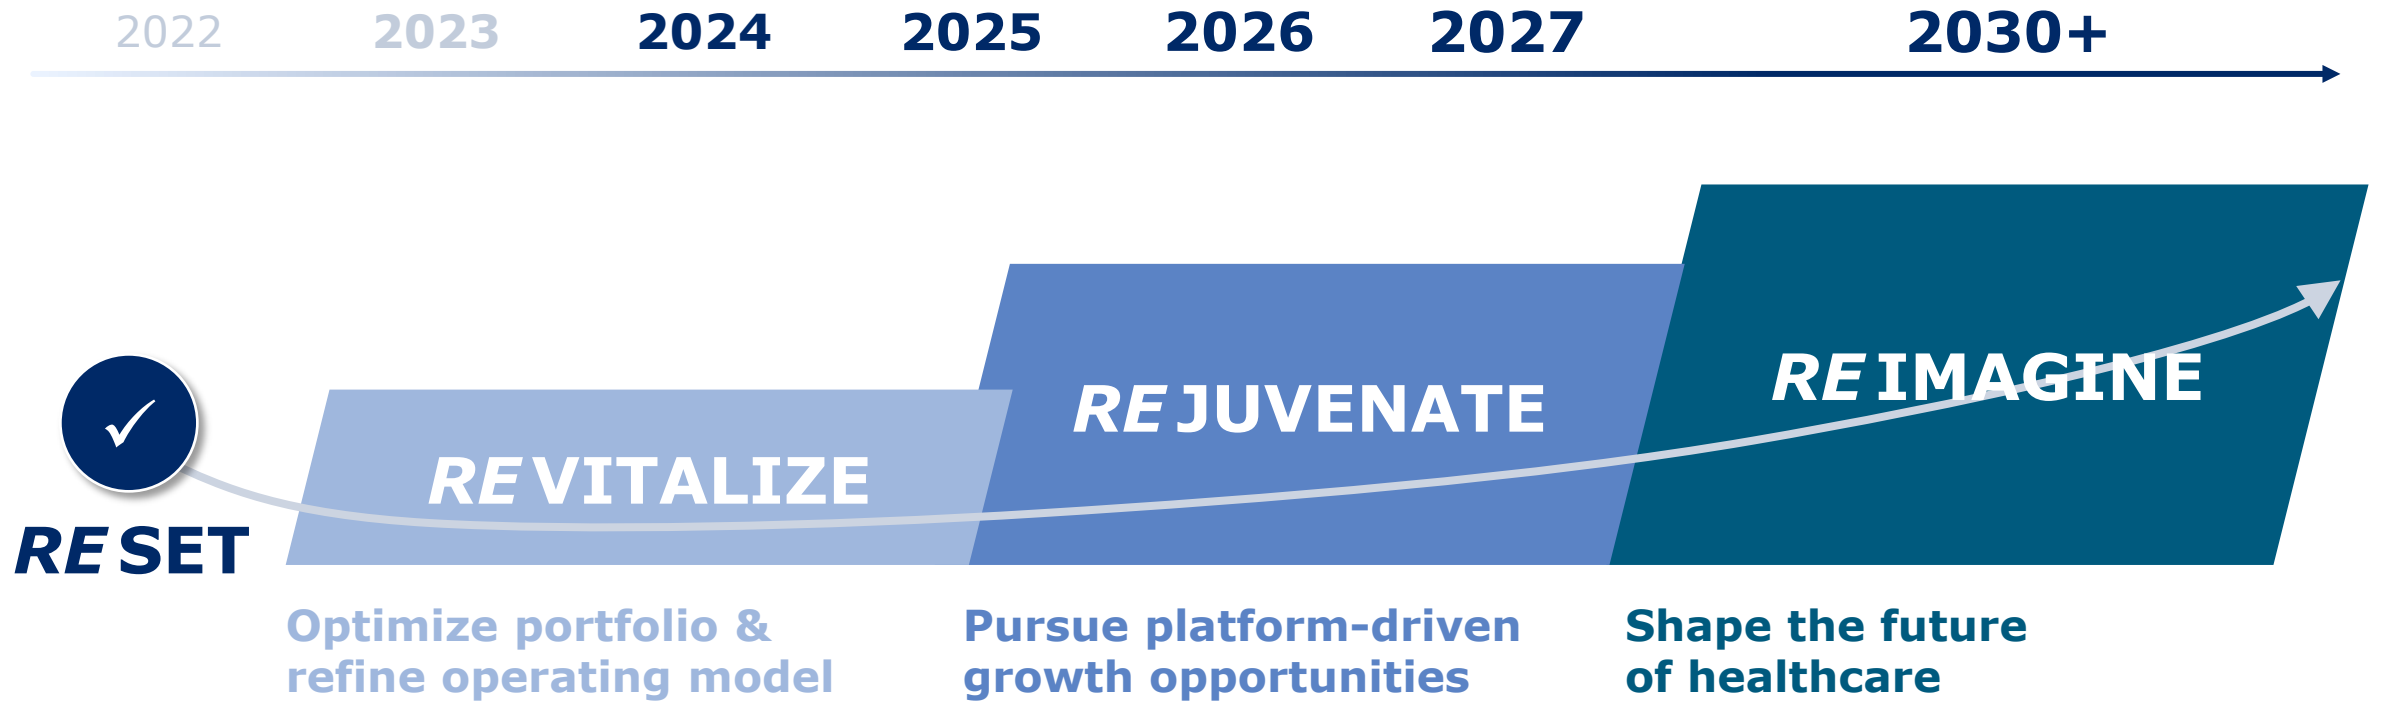 2022 2023 2024 2025 2026 2027 2030+
REIMAGINE
REJUVENATE
REVITALIZE
RESET
Optimize portfolio &
refine operating model
Pursue platform-driven
growth opportunities
Shape the future
of healthcare